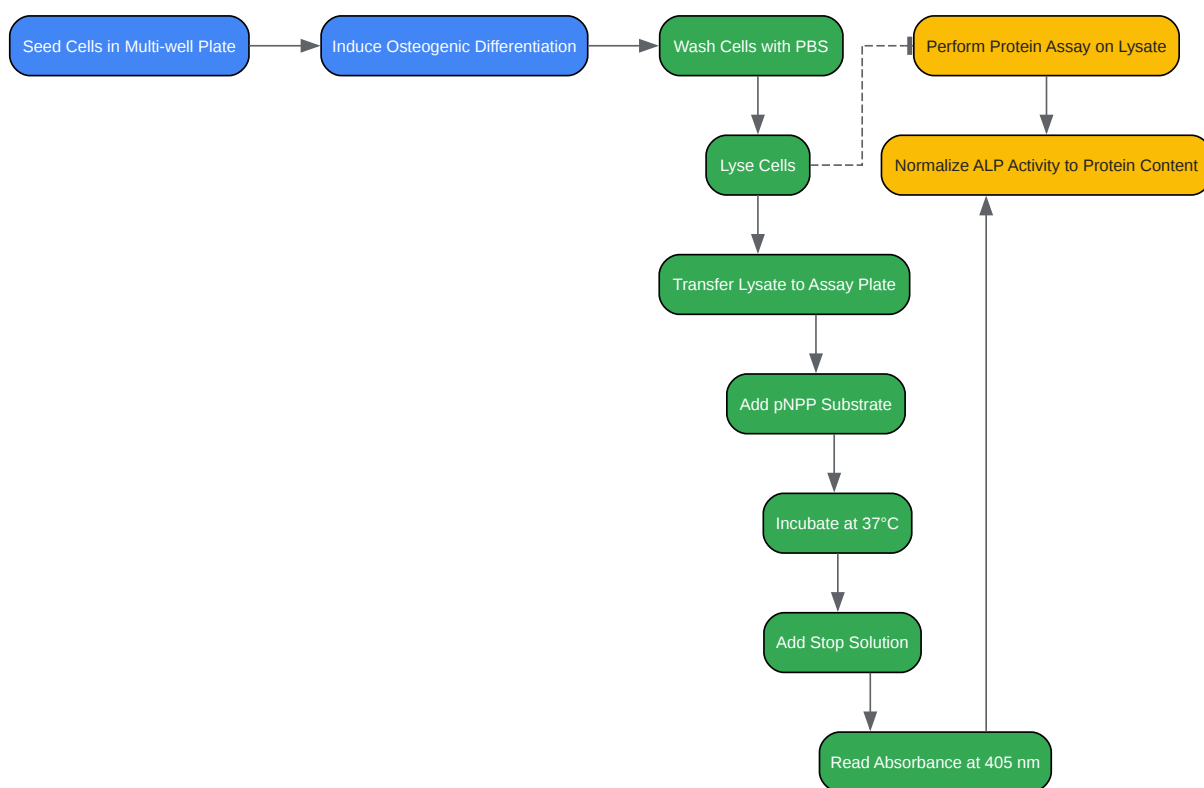 Seed Cells in Multi-well Plate
Induce Osteogenic Differentiation
Wash Cells with PBS
Perform Protein Assay on Lysate
Lyse Cells
Normalize ALP Activity to Protein Content
Transfer Lysate to Assay Plate
Add pNPP Substrate
Incubate at 37°C
Add Stop Solution
Read Absorbance at 405 nm